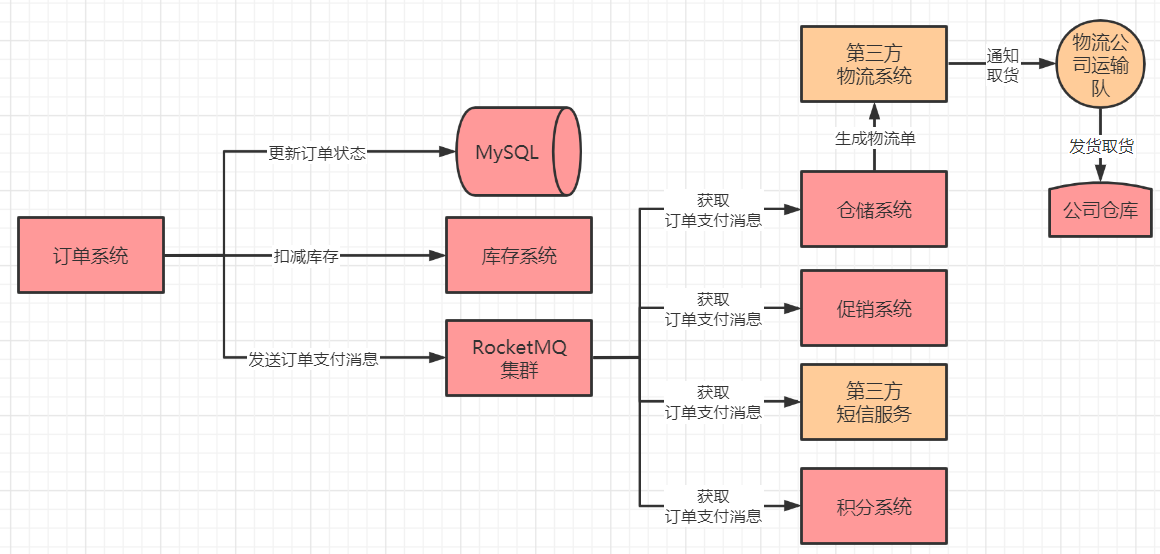 第三方
物流系统
通知
取货
物流公
司运输
队
生成物流单
发货取货
公司仓库
更新订单状态
MySQL
订单系统
扣减库存
库存系统
发送订单支付消息
RocketMQ
集群
获取
订单支付消息
仓储系统
获取
订单支付消息
促销系统
获取
订单支付消息
第三方
短信服务
获取
订单支付消息
积分系统